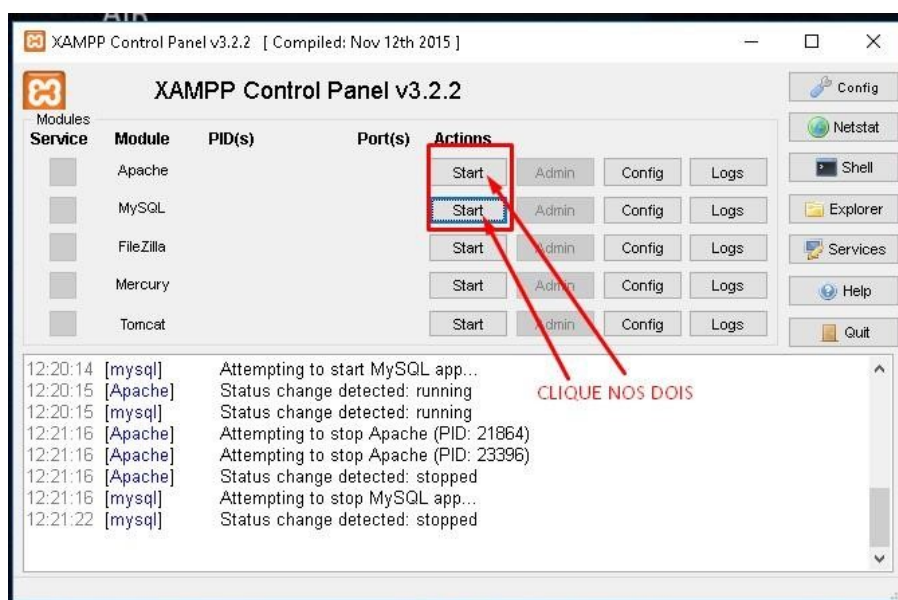 XAMPP Control Panel v3.2.2 [ Compiled: Nov 12th 2015 ]
XAMPP Control Panel v3.2.2
Config
Modules
Service Module PID(s) Port(s) Actions
Netstat
Apache Start Admin Config Logs
Shell
MySQL Start Admin Config Logs
Explorer
FileZilla Start Admin Config Logs
Services
Mercury Start Admin Config Logs
Help
Tomcat Start Admin Config Logs
Quit
12:20:14 [mysql] Attempting to start MySQL app...
12:20:15 [Apache] Status change detected: running
CLIQUE NOS DOIS
12:20:15 [mysql] Status change detected: running
12:21:16 [Apache] Attempting to stop Apache (PID: 21864)
12:21:16 [Apache] Attempting to stop Apache (PID: 23396)
12:21:16 [Apache] Status change detected: stopped
12:21:16 [mysql] Attempting to stop MySQL app...
12:21:22 [mysql] Status change detected: stopped